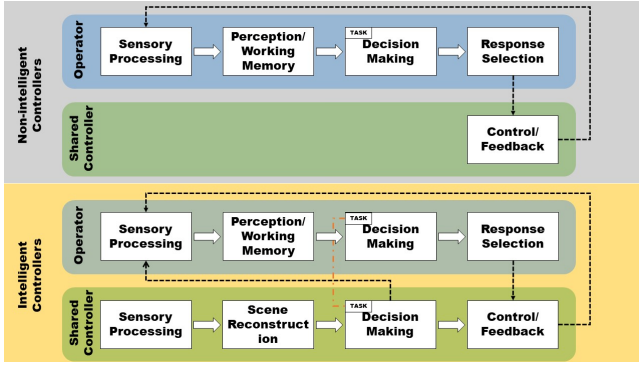 Non-intelligent
Controllers
Operator
Sensory
Processing
Perception/
Working
Memory
TASK
Decision
Making
Response
Selection
Shared
Controller
Control/
Feedback
Intelligent
Controllers
Operator
Sensory
Processing
Perception/
Working
Memory
TASK
Decision
Making
Response
Selection
Shared
Controller
Sensory
Processing
Scene
Reconstruct
ion
TASK
Decision
Making
Control/
Feedback